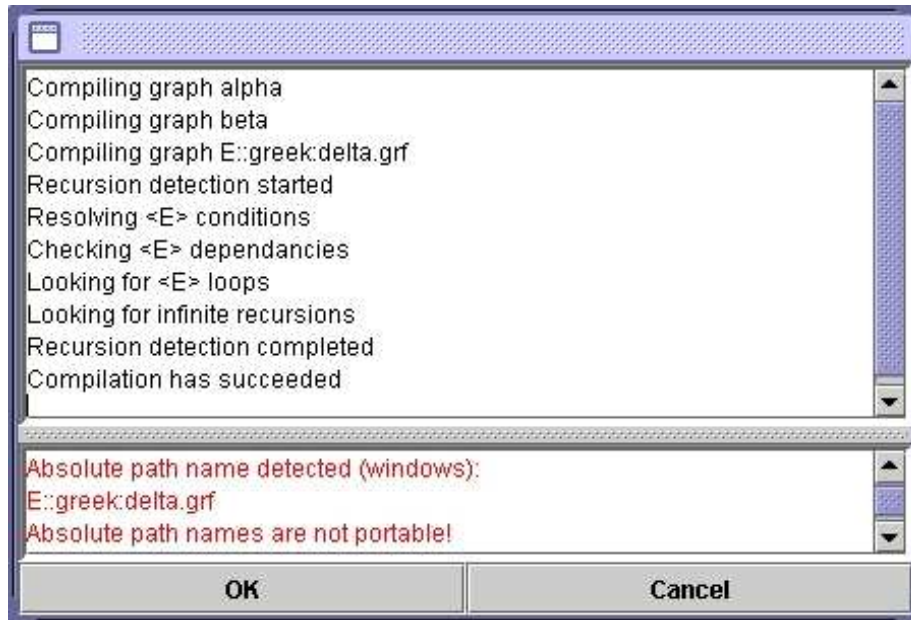 Compiling graph alpha
Compiling graph beta
Compiling graph E::greek:delta.grf
Recursion detection started
Resolving <E> conditions
Checking <E> dependancies
Looking for <E> loops
Looking for infinite recursions
Recursion detection completed
Compilation has succeeded
Absolute path name detected (windows):
E::greek:delta.grf
Absolute path names are not portable!
OK Cancel